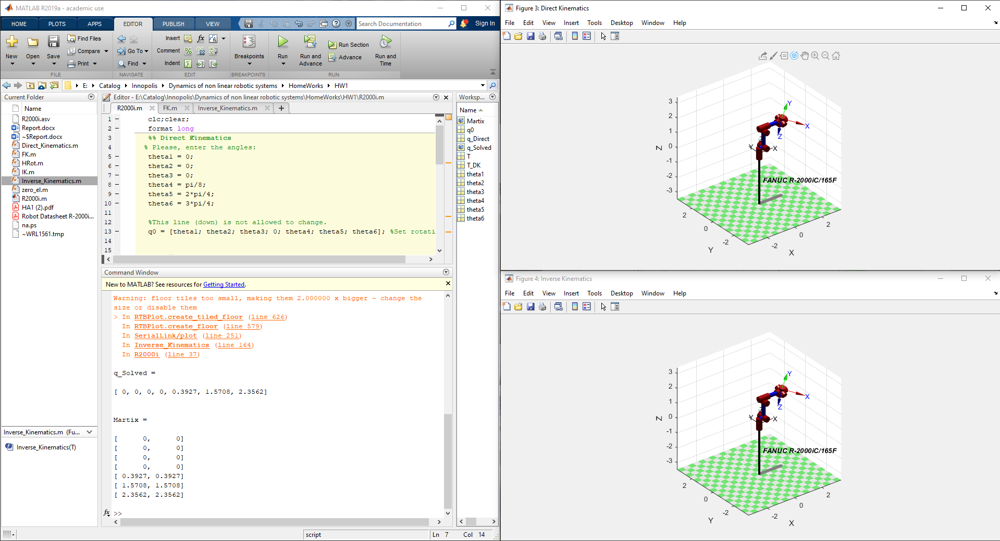 MATLAB R2019a - academic use
HOME PLOTS APPS EDITOR PUBLISH VIEW Search Documentation Sign In
New Open Save Find Files Compare Print Go To Find Insert Comment Indent Breakpoints Run Run and Advance Run Section Advance Run and Time
FILE NAVIGATE EDIT BREAKPOINTS RUN
E: Catalog Innopolis Dynamics of non linear robotic systems HomeWorks HW1
Current Folder
Name
R2000i.asv
Report.docx
~$Report.docx
Direct_Kinematics.m
FK.m
HRot.m
IK.m
Inverse_Kinematics.m
zero_el.m
R2000i.m
HA1 (2).pdf
Robot Datasheet R-2000i...
na.ps
~WRL1561.tmp
Inverse_Kinematics.m (Fu...
Inverse_Kinematics(T)
Editor - E:\Catalog\Innopolis\Dynamics of non linear robotic systems\HomeWorks\HW1\R2000i.m
R2000i.m FK.m Inverse_Kinematics.m
1 clc;clear;
2 format long
3 %% Direct Kinematics
4 % Please, enter the angles:
5 theta1 = 0;
6 theta2 = 0;
7 theta3 = 0;
8 theta4 = pi/8;
9 theta5 = 2*pi/4;
10 theta6 = 3*pi/4;
11
12 %This line (down) is not allowed to change.
13 q0 = [theta1; theta2; theta3; 0; theta4; theta5; theta6]; %Set rotati
14
15
Worksp...
Name
Martix
q0
q_Direct
q_Solved
T
T_DK
theta1
theta2
theta3
theta4
theta5
theta6
Command Window
New to MATLAB? See resources for Getting Started.
Warning: floor tiles too small, making them 2.000000 x bigger - change the
size or disable them
> In RTBPlot.create_tiled_floor (line 626)
In RTBPlot.create_floor (line 579)
In SerialLink/plot (line 251)
In Inverse_Kinematics (line 164)
In R2000i (line 37)
q_Solved =
[ 0, 0, 0, 0, 0.3927, 1.5708, 2.3562]
Martix =
[ 0, 0]
[ 0, 0]
[ 0, 0]
[ 0, 0]
[ 0.3927, 0.3927]
[ 1.5708, 1.5708]
[ 2.3562, 2.3562]
fx >>
script Ln 7 Col 14
Figure 3: Direct Kinematics
File Edit View Insert Tools Desktop Window Help
3
2
1
0
-1
-2
-3
Z
Y
X
Z
Y X
FANUC R-2000iC/165F
2
0
-2
Y
-2
0
2
X
Figure 4: Inverse Kinematics
File Edit View Insert Tools Desktop Window Help
3
2
1
0
-1
-2
-3
Z
Y
X
Z
Y X
FANUC R-2000iC/165F
2
0
-2
Y
-2
0
2
X